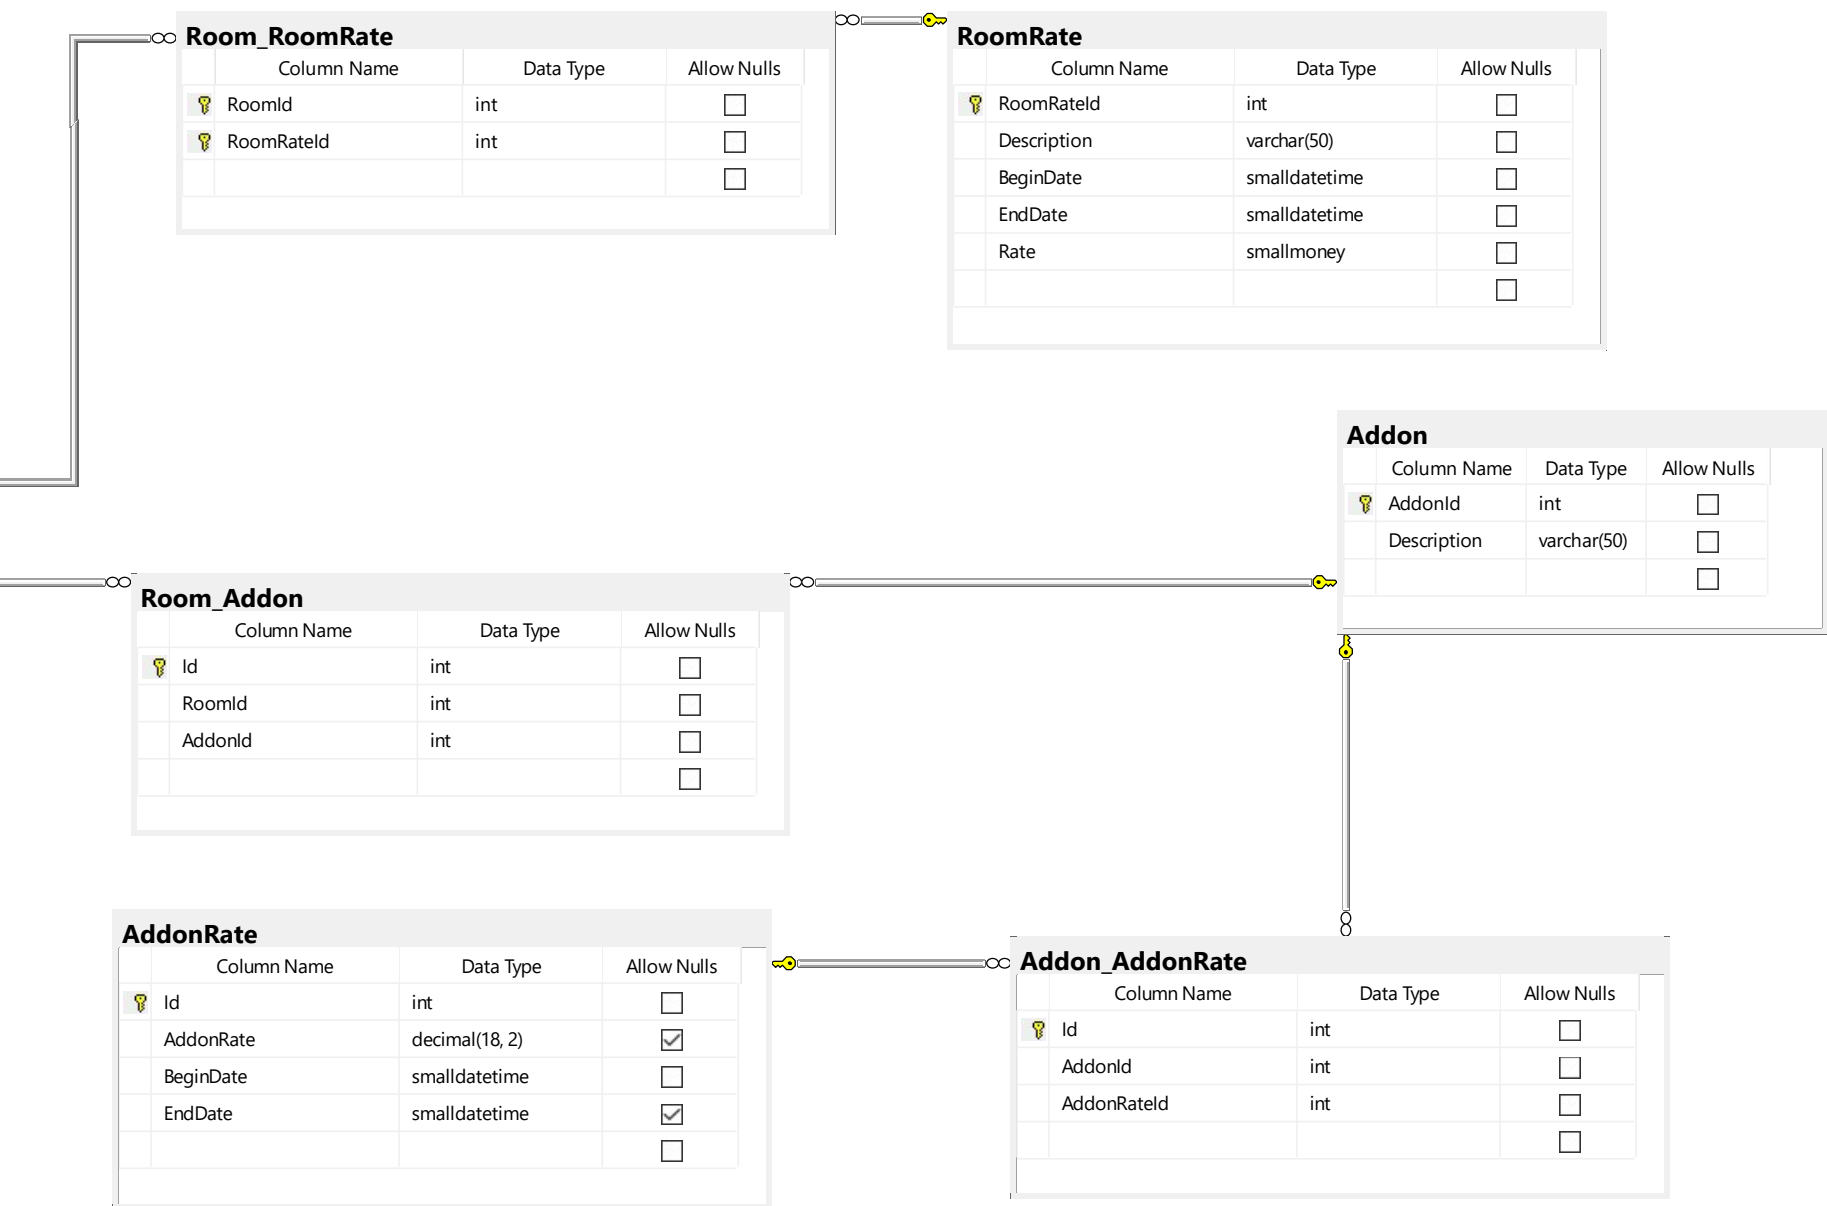 Room_RoomRate
Column Name Data Type Allow Nulls
RoomId int
RoomRateId int
RoomRate
Column Name Data Type Allow Nulls
RoomRateId int
Description varchar(50)
BeginDate smalldatetime
EndDate smalldatetime
Rate smallmoney
Addon
Column Name Data Type Allow Nulls
AddonId int
Description varchar(50)
Room_Addon
Column Name Data Type Allow Nulls
Id int
RoomId int
AddonId int
AddonRate
Column Name Data Type Allow Nulls
Id int
AddonRate decimal(18, 2)
BeginDate smalldatetime
EndDate smalldatetime
Addon_AddonRate
Column Name Data Type Allow Nulls
Id int
AddonId int
AddonRateId int